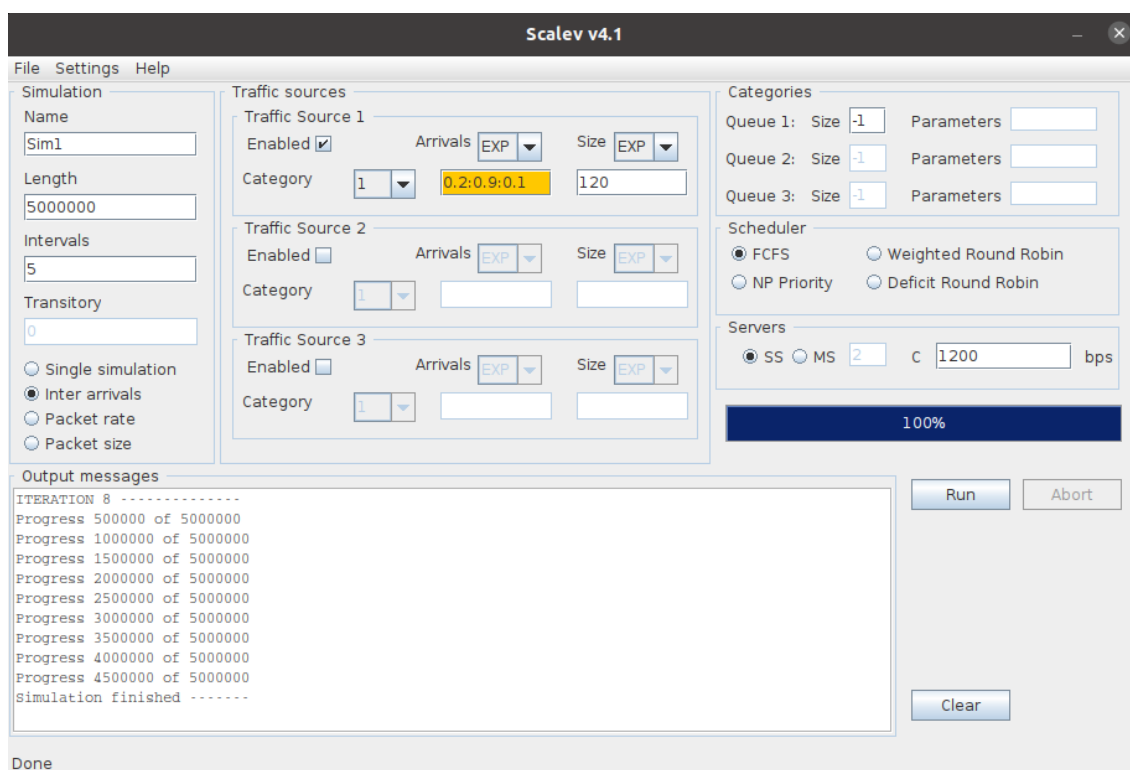 Scalev v4.1
File Settings Help
Simulation
Name
Sim1
Length
5000000
Intervals
5
Transitory
0
Single simulation
Inter arrivals
Packet rate
Packet size
Traffic sources
Traffic Source 1
Enabled Arrivals EXP Size EXP
Category 1 0.2:0.9:0.1 120
Traffic Source 2
Enabled Arrivals EXP Size EXP
Category 1
Traffic Source 3
Enabled Arrivals EXP Size EXP
Category 1
Categories
Queue 1: Size -1 Parameters
Queue 2: Size -1 Parameters
Queue 3: Size -1 Parameters
Scheduler
FCFS Weighted Round Robin
NP Priority Deficit Round Robin
Servers
SS MS 2 C 1200 bps
100%
Output messages
ITERATION 8 --------------
Progress 500000 of 5000000
Progress 1000000 of 5000000
Progress 1500000 of 5000000
Progress 2000000 of 5000000
Progress 2500000 of 5000000
Progress 3000000 of 5000000
Progress 3500000 of 5000000
Progress 4000000 of 5000000
Progress 4500000 of 5000000
Simulation finished -------
Run Abort
Clear
Done